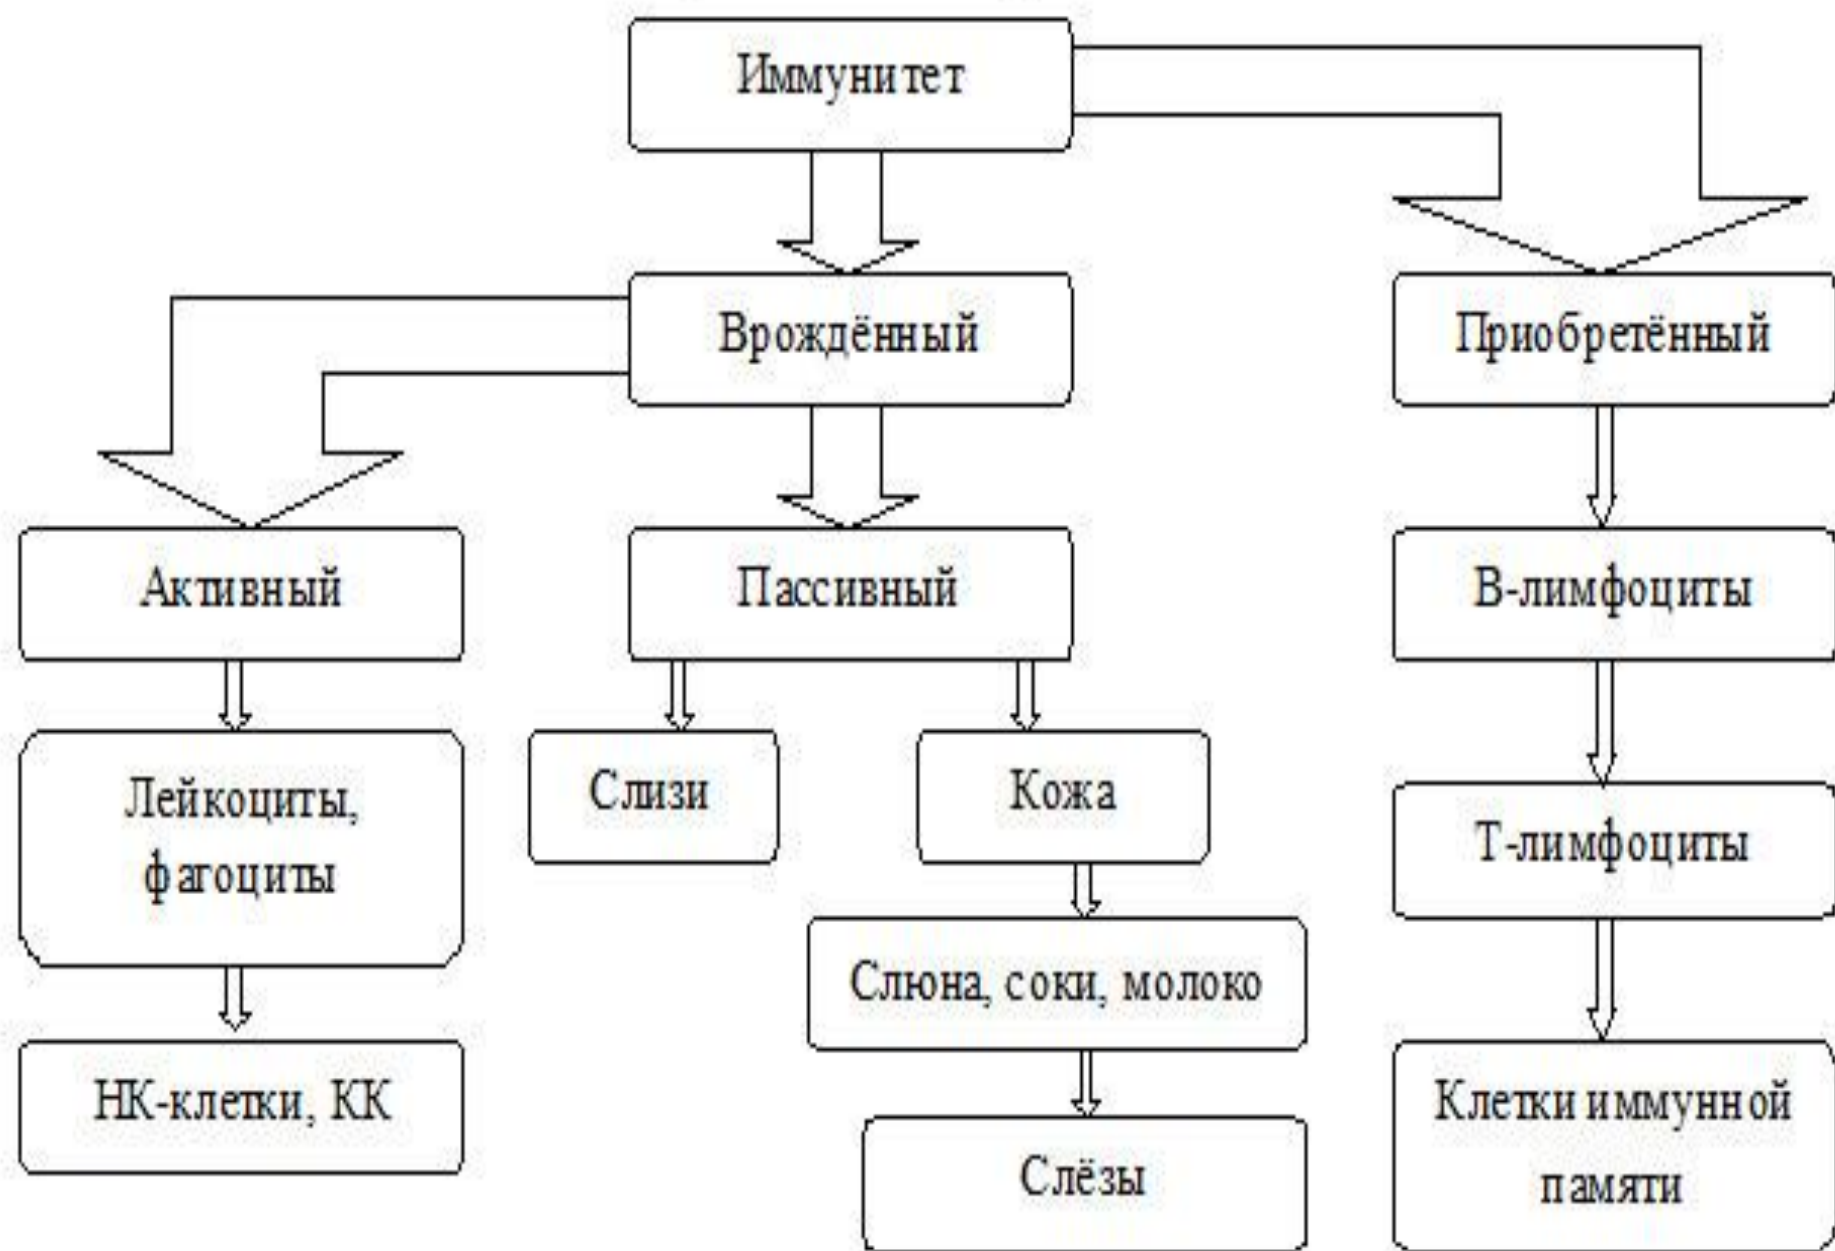 Иммунитет
Врождённый
Приобретённый
Активный
Пассивный
В-лимфоциты
Лейкоциты,
фагоциты
Слизи
Кожа
Т-лимфоциты
Слюна, соки, молоко
НК-клетки, КК
Слёзы
Клетки иммунной
памяти